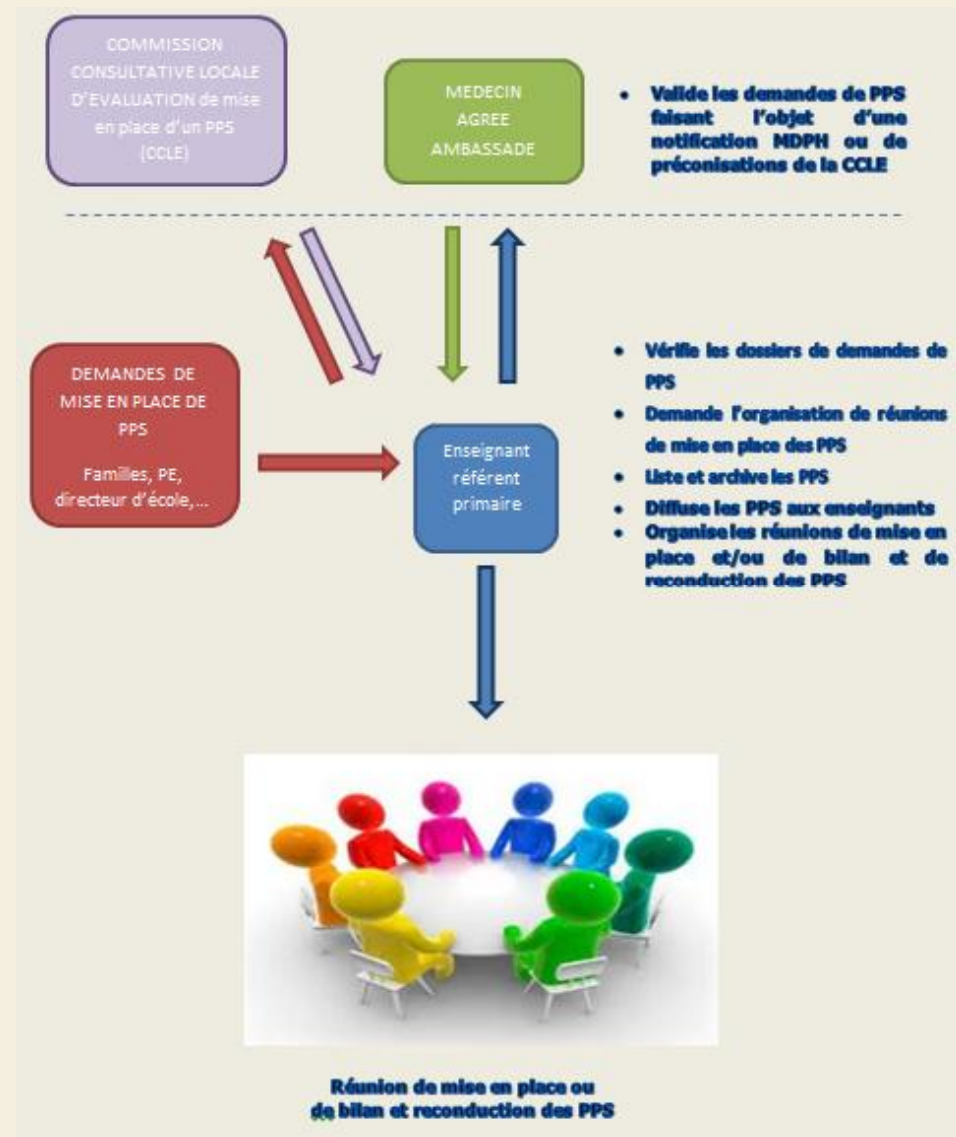 COMMISSION
CONSULTATIVE LOCALE
D'EVALUATION de mise
en place d'un PPS
(CCLE)
MEDECIN
AGREE
AMBASSADE
• Valide les demandes de PPS
faisant l'objet d'une
notification MDPH ou de
préconisations de la CCLE
DEMANDES DE
MISE EN PLACE DE
PPS
Familles, PE,
directeur d'école,...
Enseignant
référent
primaire
• Vérifie les dossiers de demandes de
PPS
• Demande l'organisation de réunions
de mise en place des PPS
• Liste et archive les PPS
• Diffuse les PPS aux enseignants
• Organise les réunions de mise en
place et/ou de bilan et de
reconduction des PPS
Réunion de mise en place ou
de bilan et reconduction des PPS